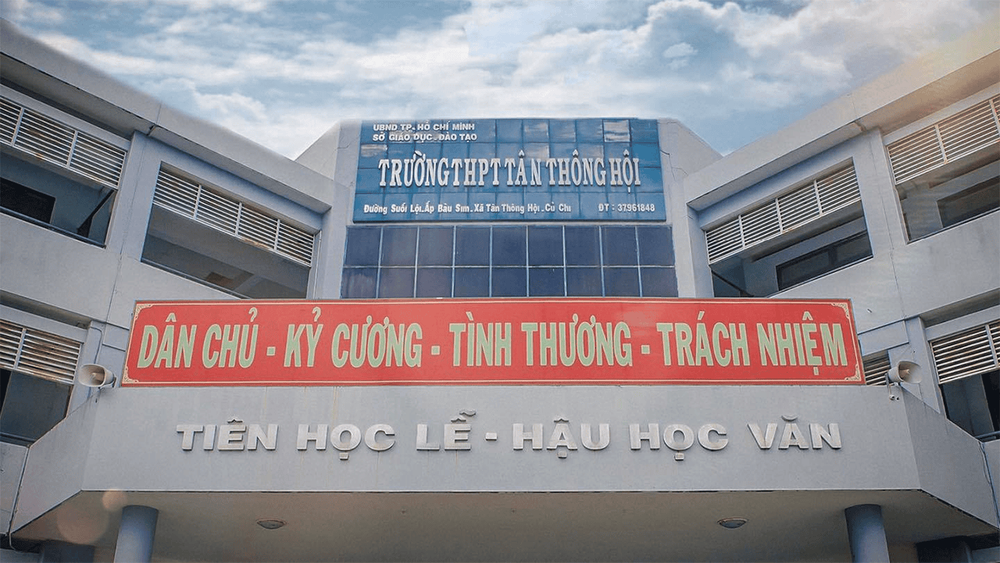 UBND TP. HỒ CHÍ MINH
SỞ GIÁO DỤC - ĐÀO TẠO
TRƯỜNG THPT TÂN THÔNG HỘI
Đường Suối Lội, Ấp Bàu Sim, Xã Tân Thông Hội - Củ Chi ĐT : 37.961848
DÂN CHỦ - KỶ CƯƠNG - TÌNH THƯƠNG - TRÁCH NHIỆM
TIÊN HỌC LỄ - HẬU HỌC VĂN